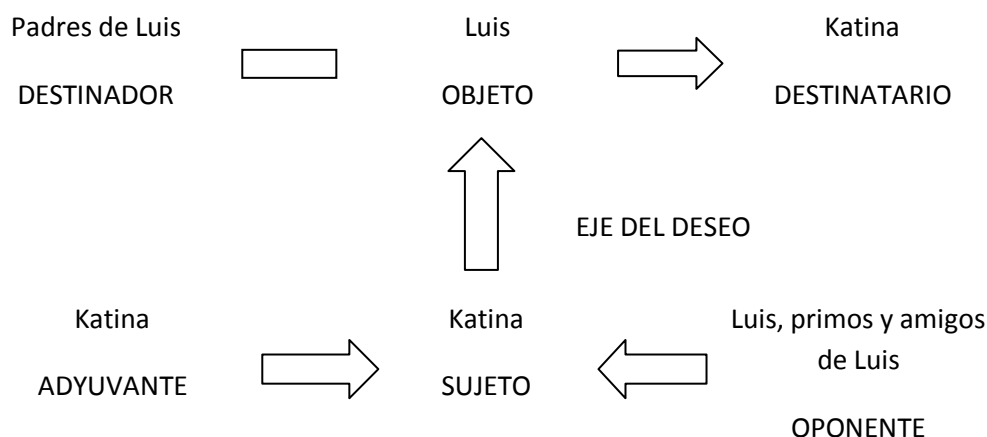 Padres de Luis Luis Katina
DESTINADOR OBJETO DESTINATARIO
EJE DEL DESEO
Katina Katina Luis, primos y amigos
de Luis
ADYUVANTE SUJETO
OPONENTE